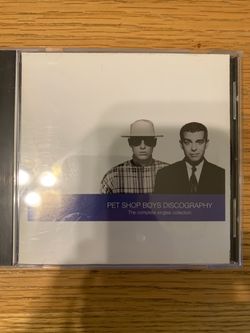 PET SHOP BOYS DISCOGRAPHY
The complete singles collection